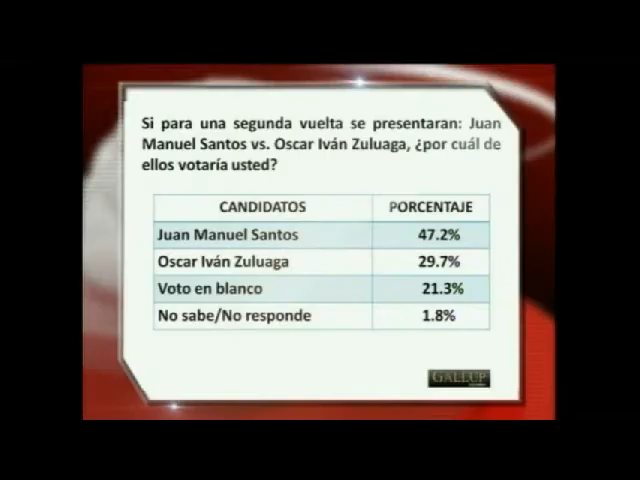 Si para una segunda vuelta se presentaran: Juan
Manuel Santos vs. Oscar Iván Zuluaga, ¿por cuál de
ellos votaría usted?
CANDIDATOS PORCENTAJE
Juan Manuel Santos 47.2%
Oscar Iván Zuluaga 29.7%
Voto en blanco 21.3%
No sabe/No responde 1.8%
GALLUP